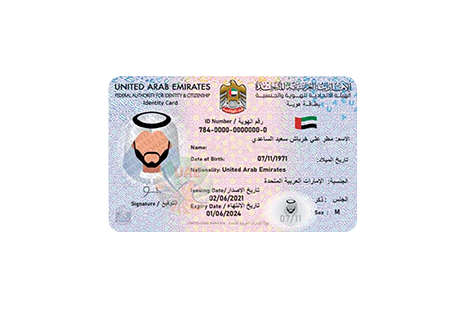 UNITED ARAB EMIRATES
الإمارات العربية المتحدة
FEDERAL AUTHORITY FOR IDENTITY & CITIZENSHIP
الهيئة الاتحادية للهوية والجنسية
Identity Card
بطاقة هوية
ID Number / رقم الهوية
784-0000-0000000-0
الاسم: مطر علي خرباش سعيد الساعدي
Name:
Date of Birth: 07/11/1971 تاريخ الميلاد:
Nationality: United Arab Emirates الجنسية: الإمارات العربية المتحدة
Issuing Date/تاريخ الإصدار
02/06/2021
Expiry Date / تاريخ الانتهاء
01/06/2024
Signature / التوقيع
07/11
الجنس:
Sex: M